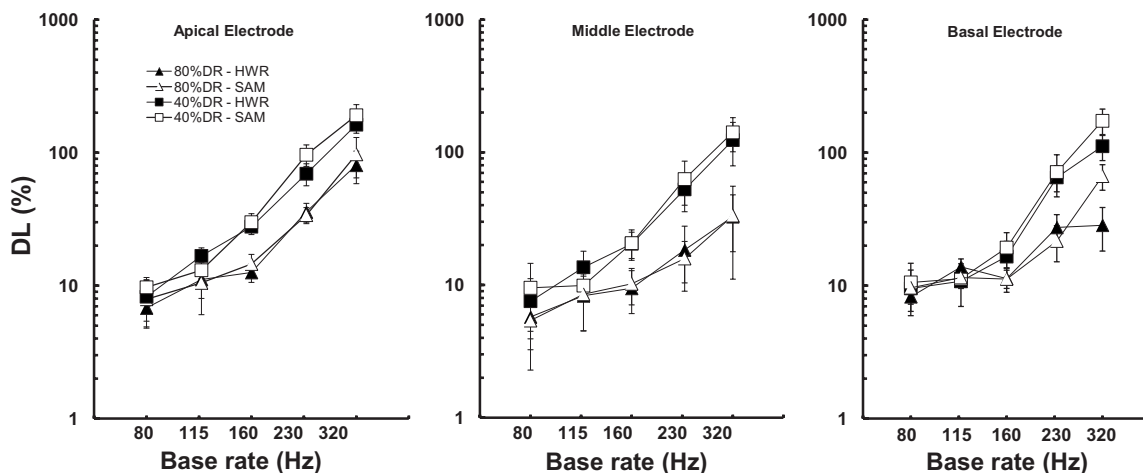 Apical Electrode
1000
100
10
1
DL (%)
80%DR - HWR
80%DR - SAM
40%DR - HWR
40%DR - SAM
80 115 160 230 320
Base rate (Hz)
Middle Electrode
1000
100
10
1
80 115 160 230 320
Base rate (Hz)
Basal Electrode
1000
100
10
1
80 115 160 230 320
Base rate (Hz)